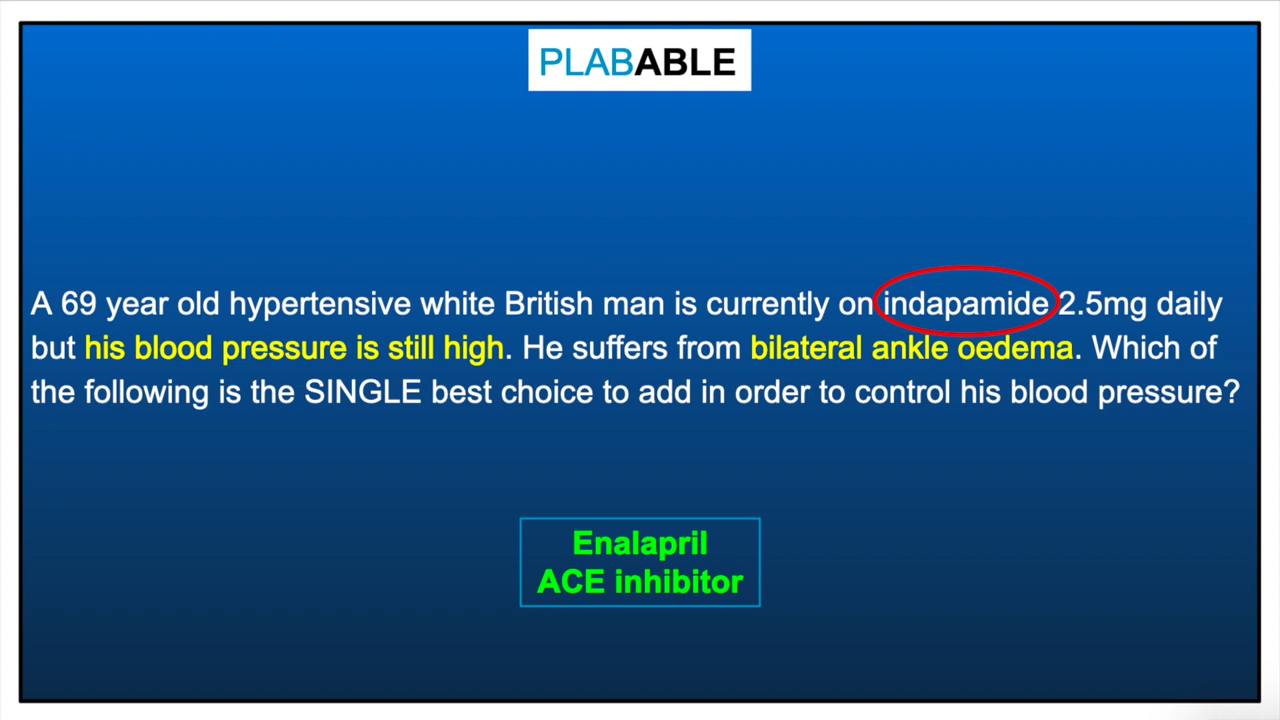 PLABABLE
A 69 year old hypertensive white British man is currently on indapamide 2.5mg daily
but his blood pressure is still high. He suffers from bilateral ankle oedema. Which of
the following is the SINGLE best choice to add in order to control his blood pressure?
Enalapril
ACE inhibitor